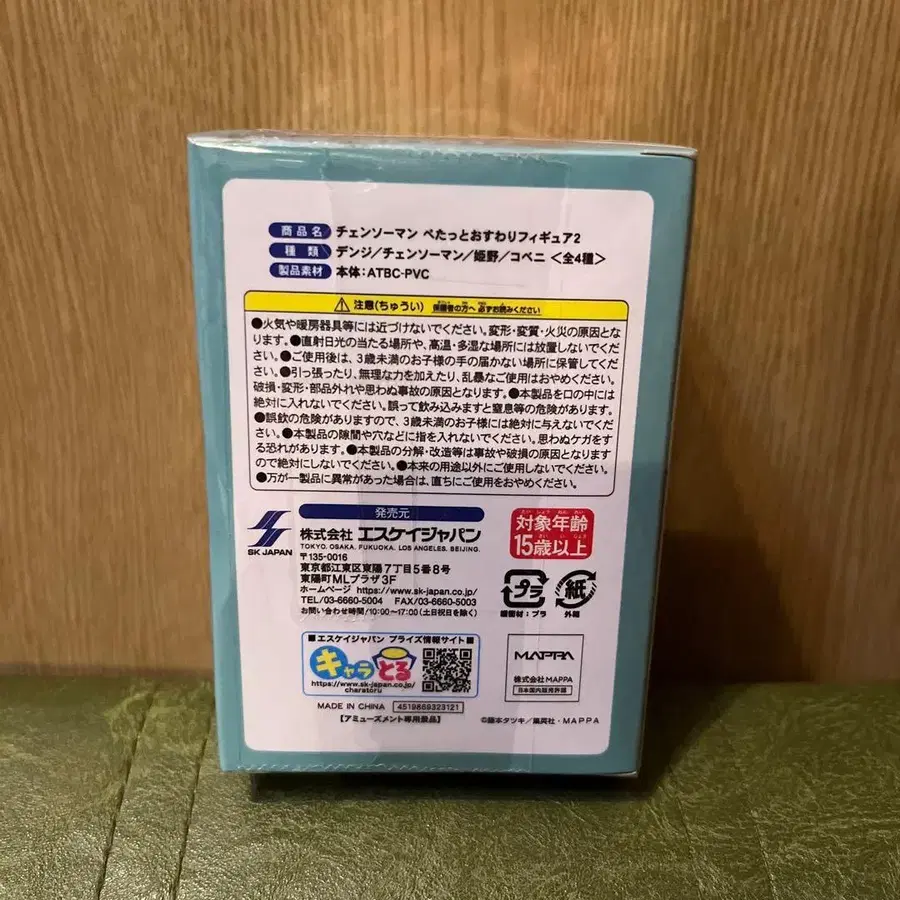 商品名 チェンソーマン ぺたっとおすわりフィギュア2
種類 デンジ/チェンソーマン/姫野/コベニ <全4種>
製品素材 本体:ATBC-PVC
注意(ちゅうい) 保護者の方へ 必ずお読みください
●火気や暖房器具等には近づけないでください。変形・変質・火災の原因とな
ります。●直射日光の当たる場所や、高温・多湿な場所には放置しないでくだ
さい。●ご使用後は、3歳未満のお子様の手の届かない場所に保管してくだ
さい。●引っ張ったり、無理な力を加えたり、乱暴なご使用はおやめください。
破損・変形・部品外れや思わぬ事故の原因となります。●本製品を口の中には
絶対に入れないでください。誤って飲み込みますと窒息等の危険があります。
●誤飲の危険がありますので、3歳未満のお子様には絶対に与えないでくだ
さい。●本製品の隙間や穴などに指を入れないでください。思わぬケガをす
る恐れがあります。●本製品の分解・改造等は事故や破損の原因となります
ので絶対にしないでください。●本来の用途以外にご使用しないでください。
●万が一製品に異常があった場合は、直ちにご使用をおやめください。
発売元
SK JAPAN
株式会社 エスケイジャパン
TOKYO. OSAKA. FUKUOKA. LOS ANGELES. BEIJING.
〒135-0016
東京都江東区東陽7丁目5番8号
東陽町MLプラザ3F
ホームページ https://www.sk-japan.co.jp/
TEL/03-6660-5004 FAX/03-6660-5003
お問い合わせ時間/10:00~17:00(土日祝日を除く)
対象年齢
15歳以上
プラ
緩衝材:プラ
紙
外箱
■エスケイジャパン プライズ情報サイト■
キャラとる
https://www.sk-japan.co.jp/
charatoru
MAPPA
株式会社MAPPA
日本国内販売許諾
MADE IN CHINA 4519869323121
【アミューズメント専用景品】
©藤本タツキ/集英社・MAPPA